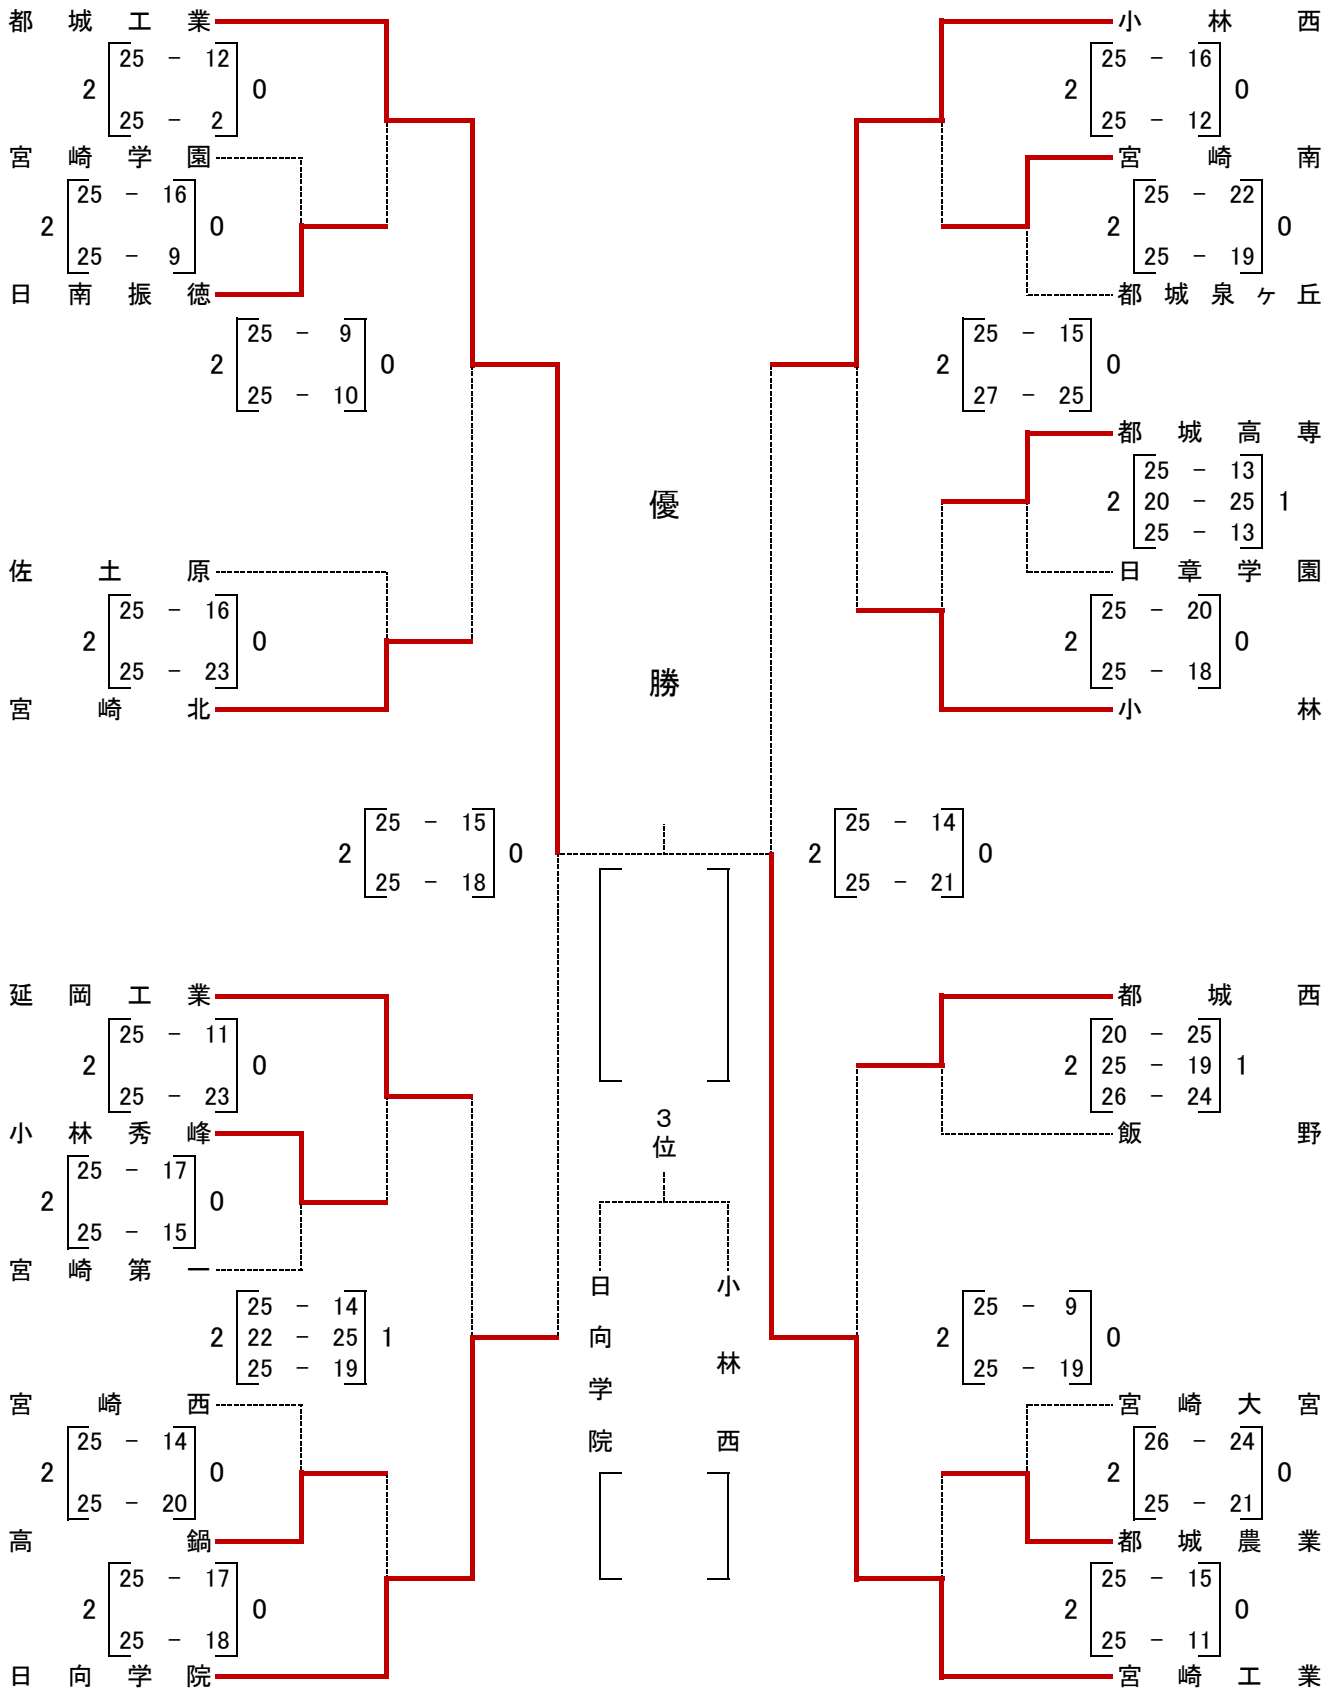 都城工業
25 － 12
2 0
25 － 2
宮崎学園
25 － 16
2 0
25 － 9
日南振徳
25 － 9
2 0
25 － 10
佐土原
25 － 16
2 0
25 － 23
宮崎北
25 － 15
2 0
25 － 18
延岡工業
25 － 11
2 0
25 － 23
小林秀峰
25 － 17
2 0
25 － 15
宮崎第一
25 － 14
2 22 － 25 1
25 － 19
宮崎西
25 － 14
2 0
25 － 20
高鍋
25 － 17
2 0
25 － 18
日向学院
優勝
3位
日向学院
小林西
小林西
25 － 16
2 0
25 － 12
宮崎南
25 － 22
2 0
25 － 19
都城泉ヶ丘
25 － 15
2 0
27 － 25
都城高専
25 － 13
2 20 － 25 1
25 － 13
日章学園
25 － 20
2 0
25 － 18
小林
25 － 14
2 0
25 － 21
都城西
20 － 25
2 25 － 19 1
26 － 24
飯野
25 － 9
2 0
25 － 19
宮崎大宮
26 － 24
2 0
25 － 21
都城農業
25 － 15
2 0
25 － 11
宮崎工業